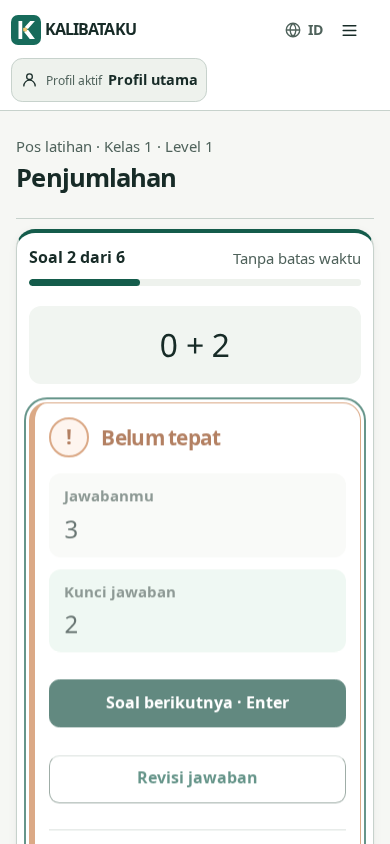 KALIBATAKU
ID
Profil aktif Profil utama
Pos latihan · Kelas 1 · Level 1
Penjumlahan
Soal 2 dari 6
Tanpa batas waktu
0 + 2
!
Belum tepat
Jawabanmu
3
Kunci jawaban
2
Soal berikutnya · Enter
Revisi jawaban